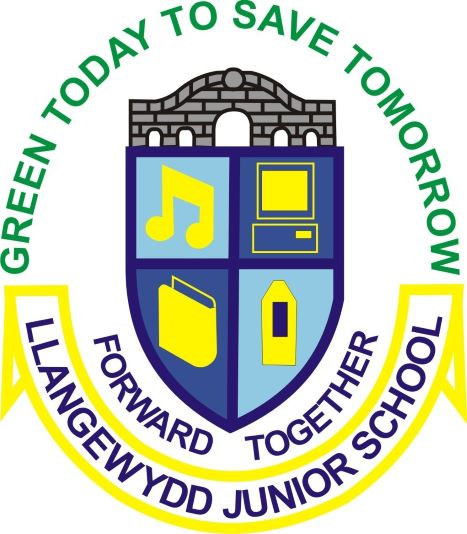 GREEN TODAY TO SAVE TOMORROW
FORWARD TOGETHER
LLANGEWYDD JUNIOR SCHOOL